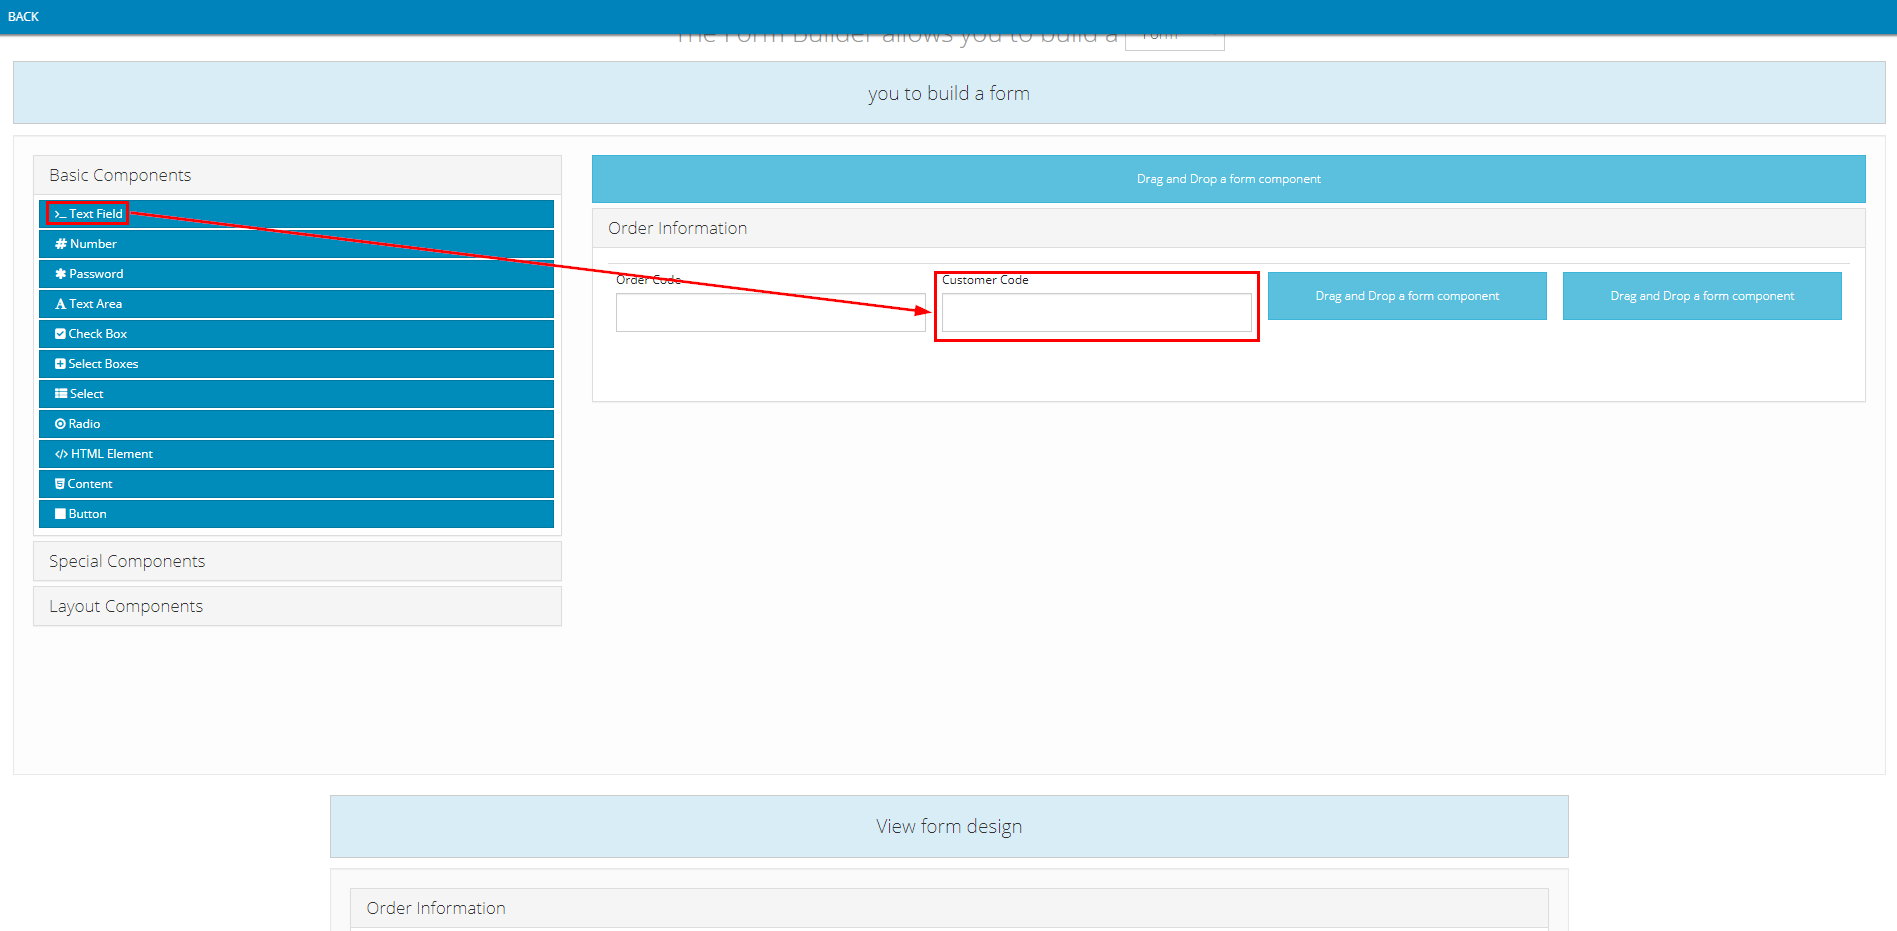 BACK
The Form Builder allows you to build a Form
you to build a form
Basic Components
Text Field
Number
Password
Text Area
Check Box
Select Boxes
Select
Radio
HTML Element
Content
Button
Special Components
Layout Components
Drag and Drop a form component
Order Information
Order Code
Customer Code
Drag and Drop a form component
Drag and Drop a form component
View form design
Order Information